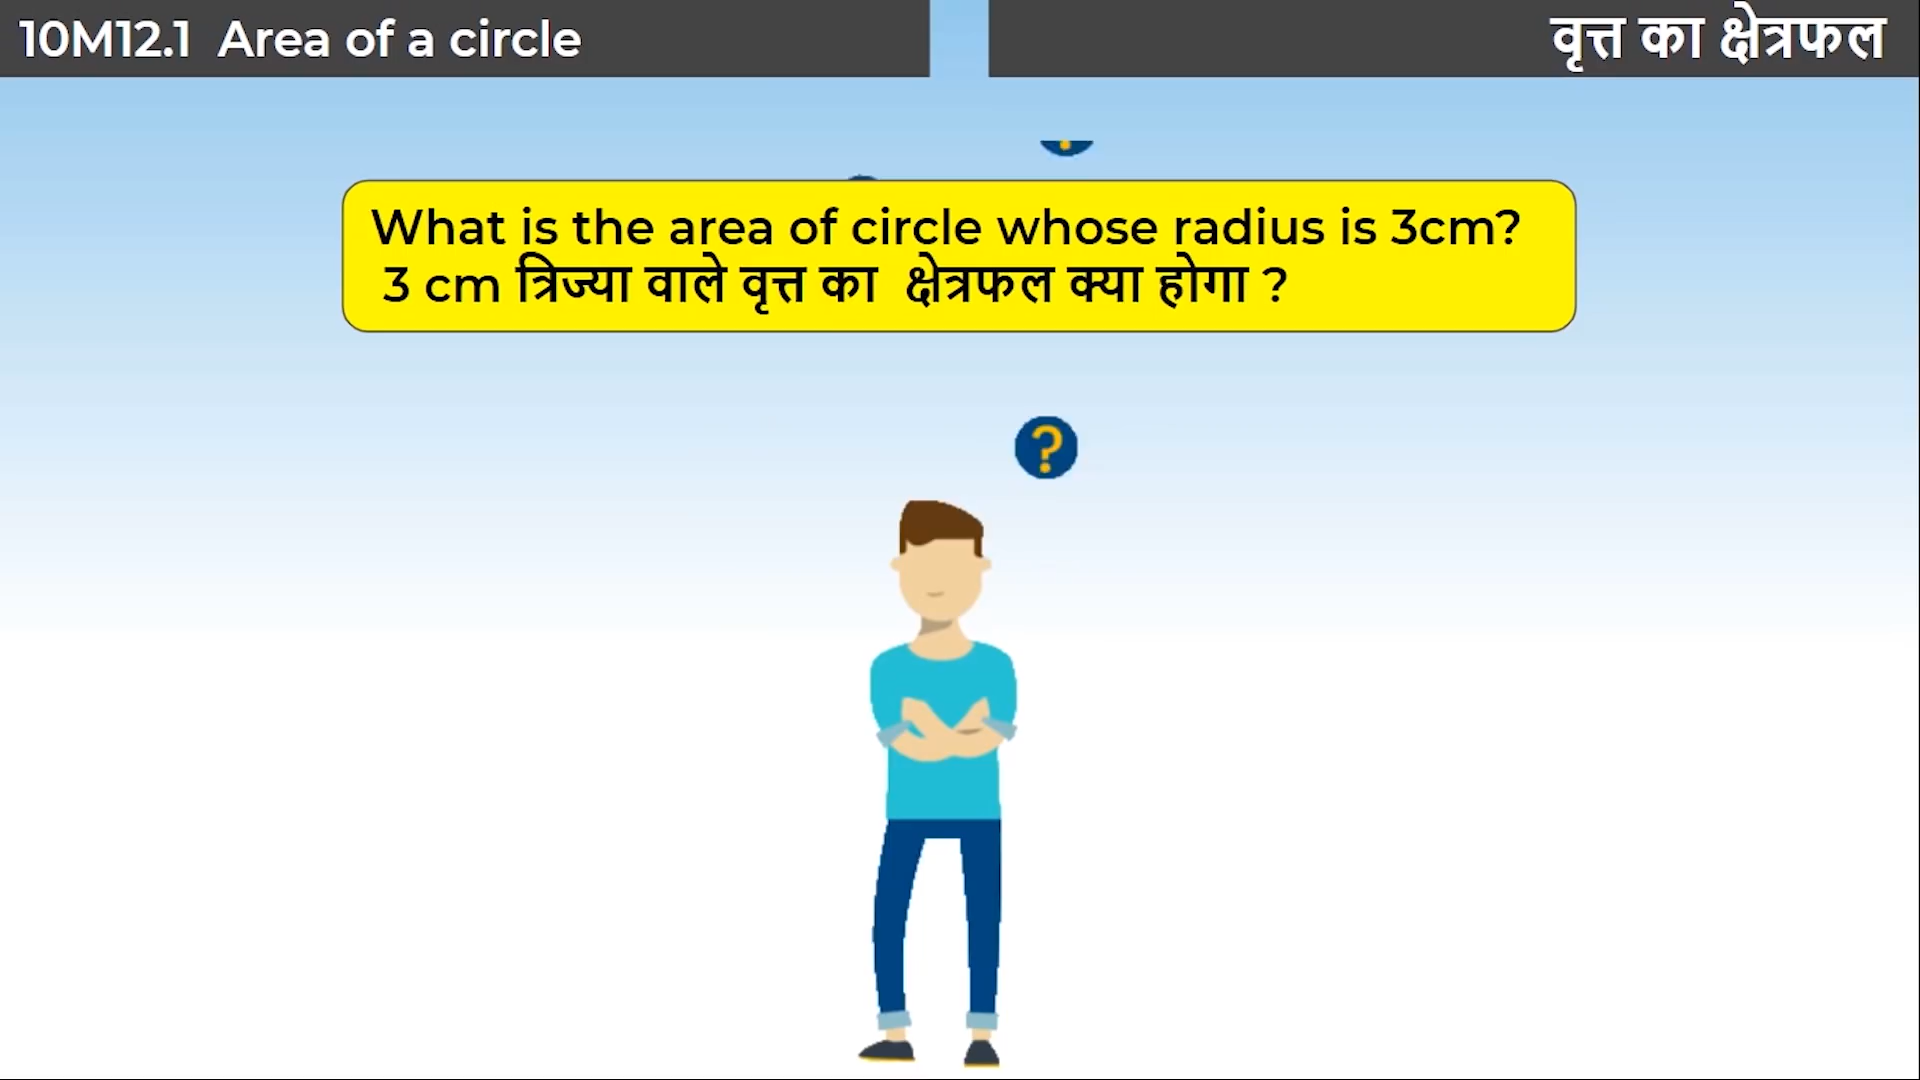 10M12.1 Area of a circle
वृत्त का क्षेत्रफल
What is the area of circle whose radius is 3cm?
3 cm त्रिज्या वाले वृत्त का क्षेत्रफल क्या होगा ?
?